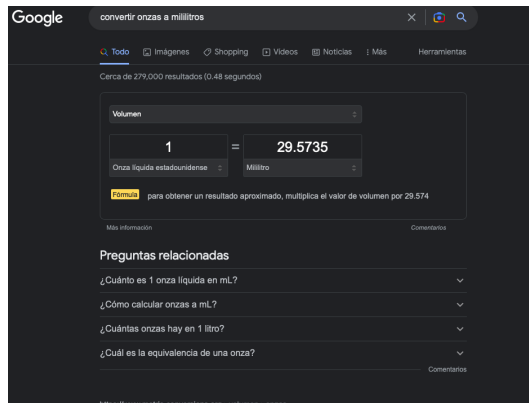 Google
convertir onzas a mililitros
Todo Imágenes Shopping Videos Noticias Más Herramientas
Cerca de 279,000 resultados (0.48 segundos)
Volumen
1 = 29.5735
Onza líquida estadounidense Mililitro
Fórmula para obtener un resultado aproximado, multiplica el valor de volumen por 29.574
Más información Comentarios
Preguntas relacionadas
¿Cuánto es 1 onza líquida en mL?
¿Cómo calcular onzas a mL?
¿Cuántas onzas hay en 1 litro?
¿Cuál es la equivalencia de una onza?
Comentarios